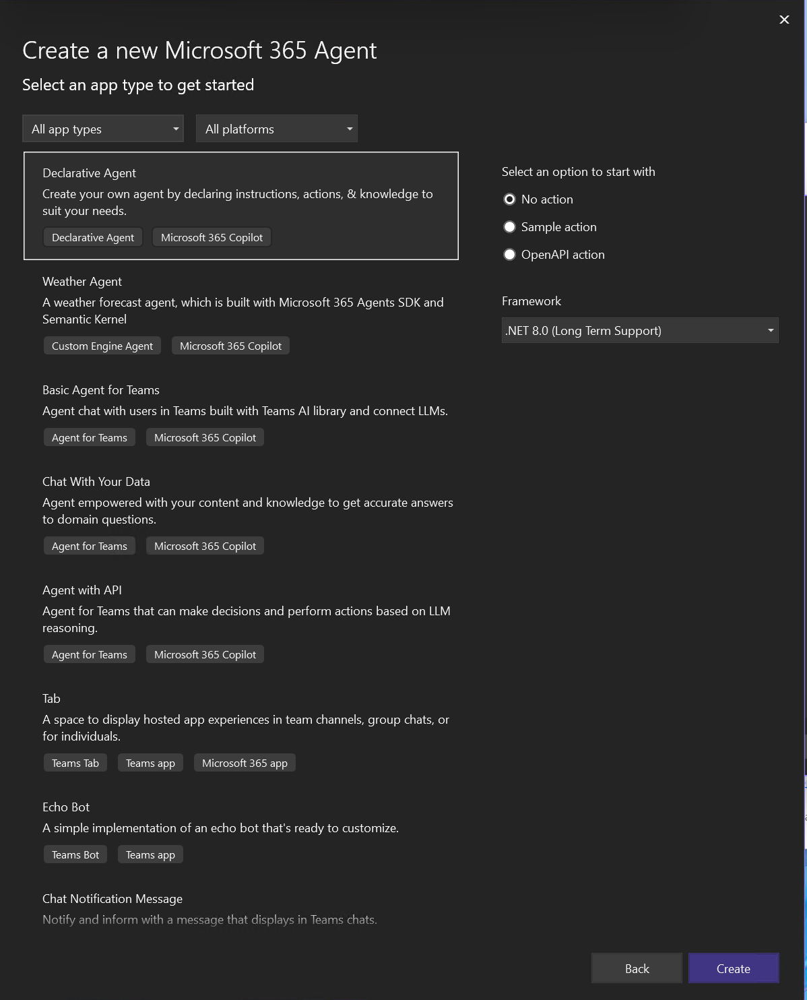 Create a new Microsoft 365 Agent
Select an app type to get started
All app types
All platforms
Declarative Agent
Create your own agent by declaring instructions, actions, & knowledge to
suit your needs.
Declarative Agent
Microsoft 365 Copilot
Weather Agent
A weather forecast agent, which is built with Microsoft 365 Agents SDK and
Semantic Kernel
Custom Engine Agent
Microsoft 365 Copilot
Basic Agent for Teams
Agent chat with users in Teams built with Teams AI library and connect LLMs.
Agent for Teams
Microsoft 365 Copilot
Chat With Your Data
Agent empowered with your content and knowledge to get accurate answers
to domain questions.
Agent for Teams
Microsoft 365 Copilot
Agent with API
Agent for Teams that can make decisions and perform actions based on LLM
reasoning.
Agent for Teams
Microsoft 365 Copilot
Tab
A space to display hosted app experiences in team channels, group chats, or
for individuals.
Teams Tab
Teams app
Microsoft 365 app
Echo Bot
A simple implementation of an echo bot that's ready to customize.
Teams Bot
Teams app
Chat Notification Message
Notify and inform with a message that displays in Teams chats.
Select an option to start with
No action
Sample action
OpenAPI action
Framework
.NET 8.0 (Long Term Support)
Back
Create